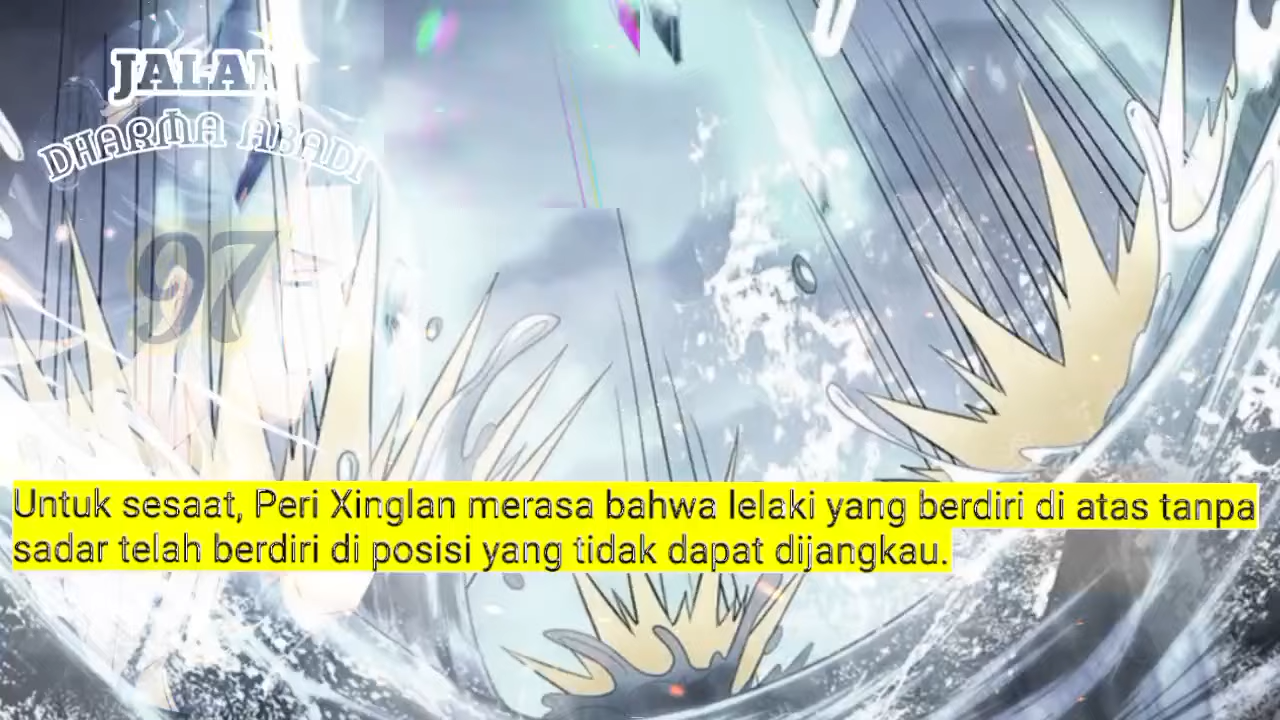 JALAN
DHARMA ABADI
97
Untuk sesaat, Peri Xinglan merasa bahwa lelaki yang berdiri di atas tanpa
sadar telah berdiri di posisi yang tidak dapat dijangkau.